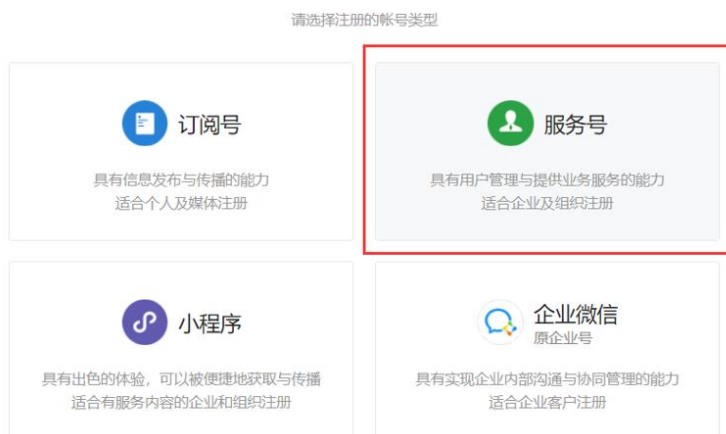 请选择注册的帐号类型
订阅号
具有信息发布与传播的能力
适合个人及媒体注册
服务号
具有用户管理与提供业务服务的能力
适合企业及组织注册
小程序
具有出色的体验，可以被便捷地获取与传播
适合有服务内容的企业和组织注册
企业微信
原企业号
具有实现企业内部沟通与协同管理的能力
适合企业客户注册